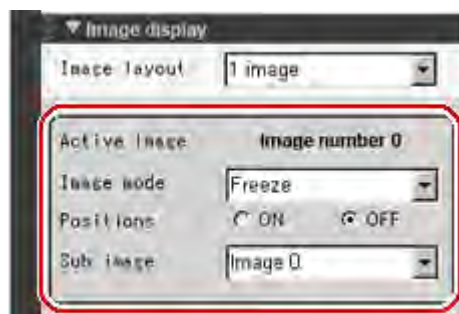 ▼ Image display
Image layout 1 image
Active image Image number 0
Image mode Freeze
Positions ON OFF
Sub image Image 0